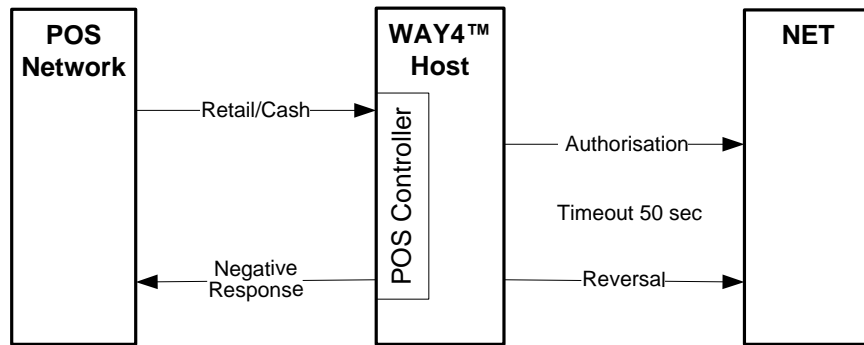 POS
Network
WAY4™
Host
NET
Retail/Cash
POS Controller
Authorisation
Timeout 50 sec
Negative
Response
Reversal